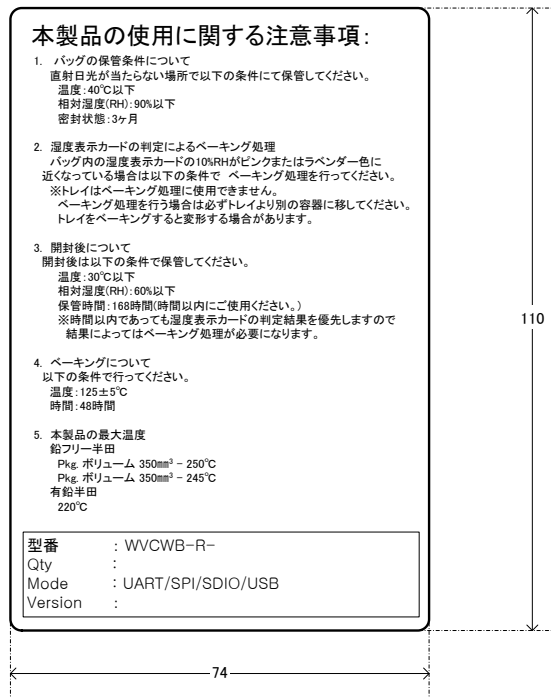 本製品の使用に関する注意事項:
1. バッグの保管条件について
直射日光が当たらない場所で以下の条件にて保管してください。
温度:40℃以下
相対湿度(RH):90%以下
密封状態:3ヶ月
2. 湿度表示カードの判定によるベーキング処理
バッグ内の湿度表示カードの10%RHがピンクまたはラベンダー色に
近くなっている場合は以下の条件で ベーキング処理を行ってください。
※トレイはベーキング処理に使用できません。
ベーキング処理を行う場合は必ずトレイより別の容器に移してください。
トレイをベーキングすると変形する場合があります。
3. 開封後について
開封後は以下の条件で保管してください。
温度:30℃以下
相対湿度(RH):60%以下
保管時間:168時間(時間以内にご使用ください。)
※時間以内であっても湿度表示カードの判定結果を優先しますので
結果によってはベーキング処理が必要になります。
4. ベーキングについて
以下の条件で行ってください。
温度:125±5℃
時間:48時間
5. 本製品の最大温度
鉛フリー半田
Pkg. ボリューム 350mm³ - 250℃
Pkg. ボリューム 350mm³ - 245℃
有鉛半田
220℃
型番 : WVCWB-R-
Qty :
Mode : UART/SPI/SDIO/USB
Version :
110
74